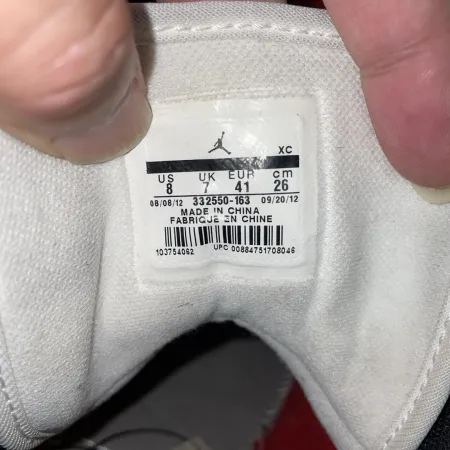 XC
US UK EUR cm
8 7 41 26
08/08/12 332550-163 09/20/12
MADE IN CHINA
FABRIQUE EN CHINE
103754062 UPC 00884751708046